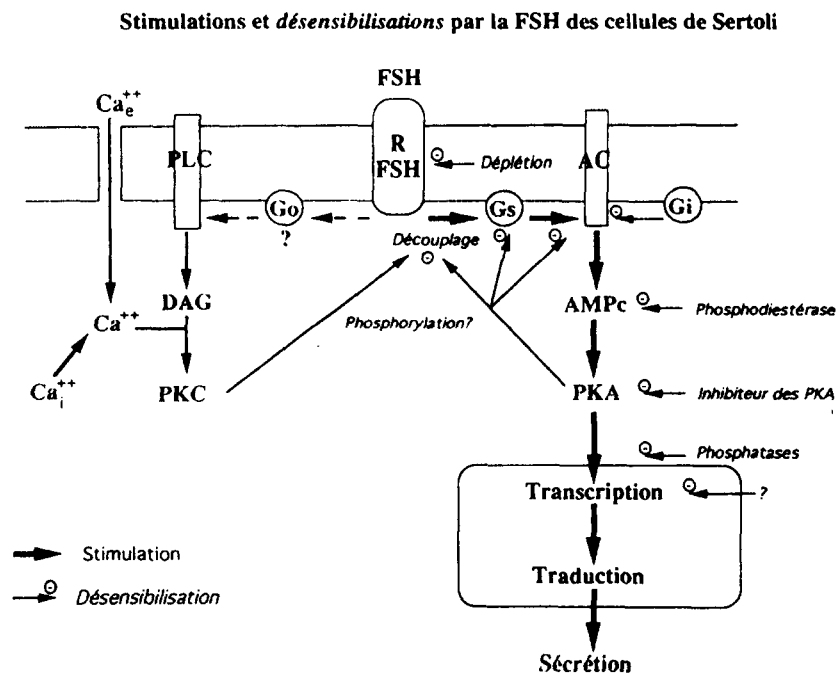 Stimulations et désensibilisations par la FSH des cellules de Sertoli
FSH
Ca++e
PLC
R
FSH
Déplétion
AC
Go
?
Gs
Gi
Découplage
DAG
AMPc
Phosphodiestérase
Ca++
Phosphorylation?
Ca++i
PKC
PKA
Inhibiteur des PKA
Phosphatases
Transcription
?
Stimulation
Traduction
Désensibilisation
Sécrétion